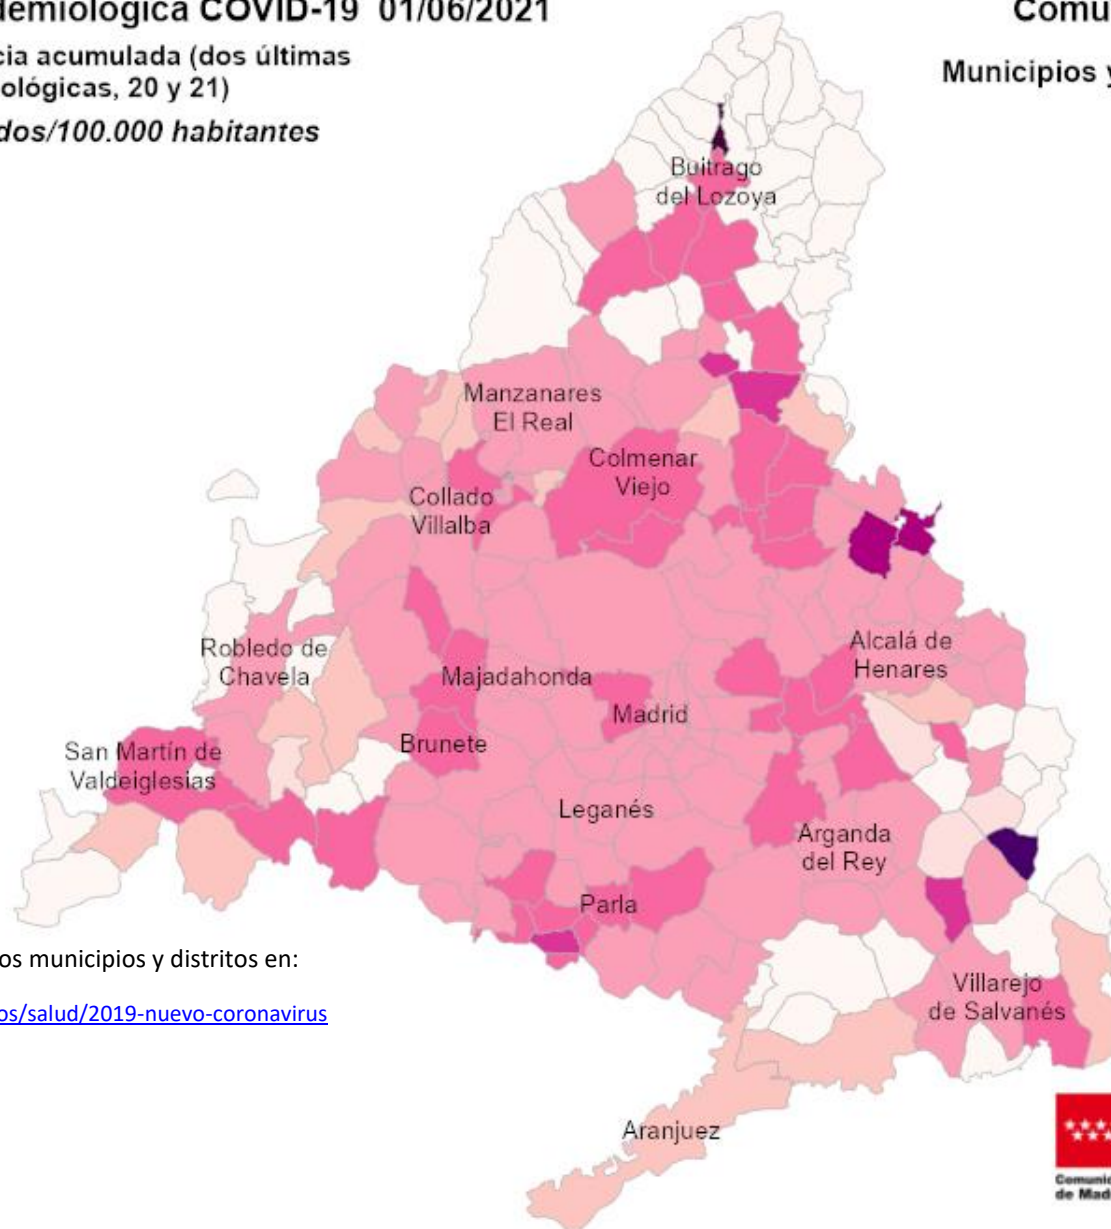 demiológica COVID-19 01/06/2021
Comu
cia acumulada (dos últimas
ológicas, 20 y 21)
Municipios y
dos/100.000 habitantes
Buitrago
del Lozoya
Manzanares
El Real
Colmenar
Viejo
Collado
Villalba
Robledo de
Chavela
Alcalá de
Henares
Majadahonda
Madrid
San Martín de
Valdeiglesias
Brunete
Leganés
Arganda
del Rey
Parla
os municipios y distritos en:
Villarejo
de Salvanés
os/salud/2019-nuevo-coronavirus
Aranjuez
Comunid
de Mad